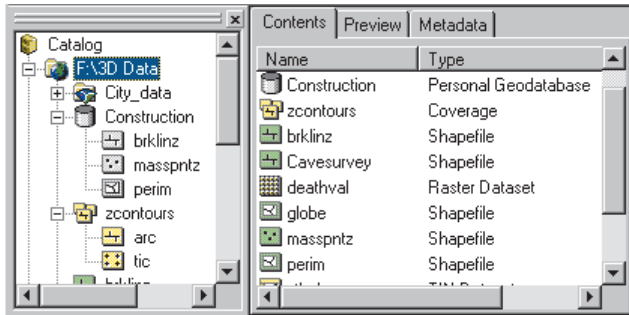 Catalog
F:\3D Data
City_data
Construction
brklinz
masspntz
perim
zcontours
arc
tic
Contents Preview Metadata
Name Type
Construction Personal Geodatabase
zcontours Coverage
brklinz Shapefile
Cavesurvey Shapefile
deathval Raster Dataset
globe Shapefile
masspntz Shapefile
perim Shapefile